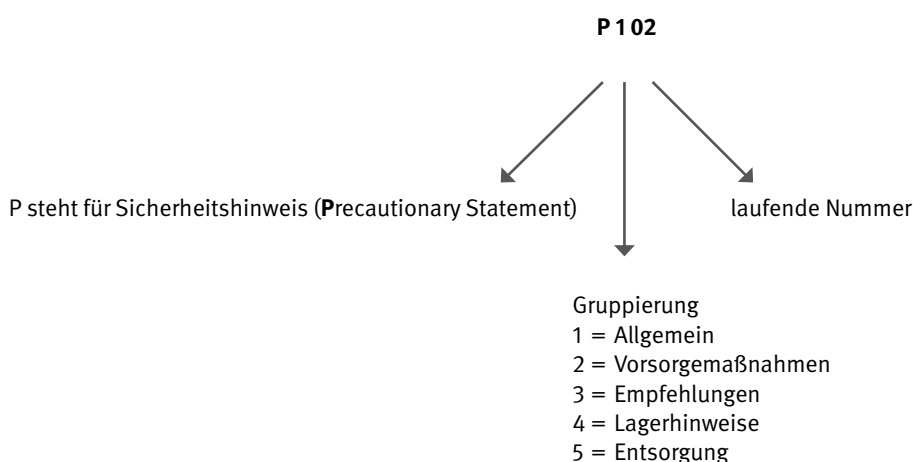 P 1 02
P steht für Sicherheitshinweis (Precautionary Statement)
laufende Nummer
Gruppierung
1 = Allgemein
2 = Vorsorgemaßnahmen
3 = Empfehlungen
4 = Lagerhinweise
5 = Entsorgung